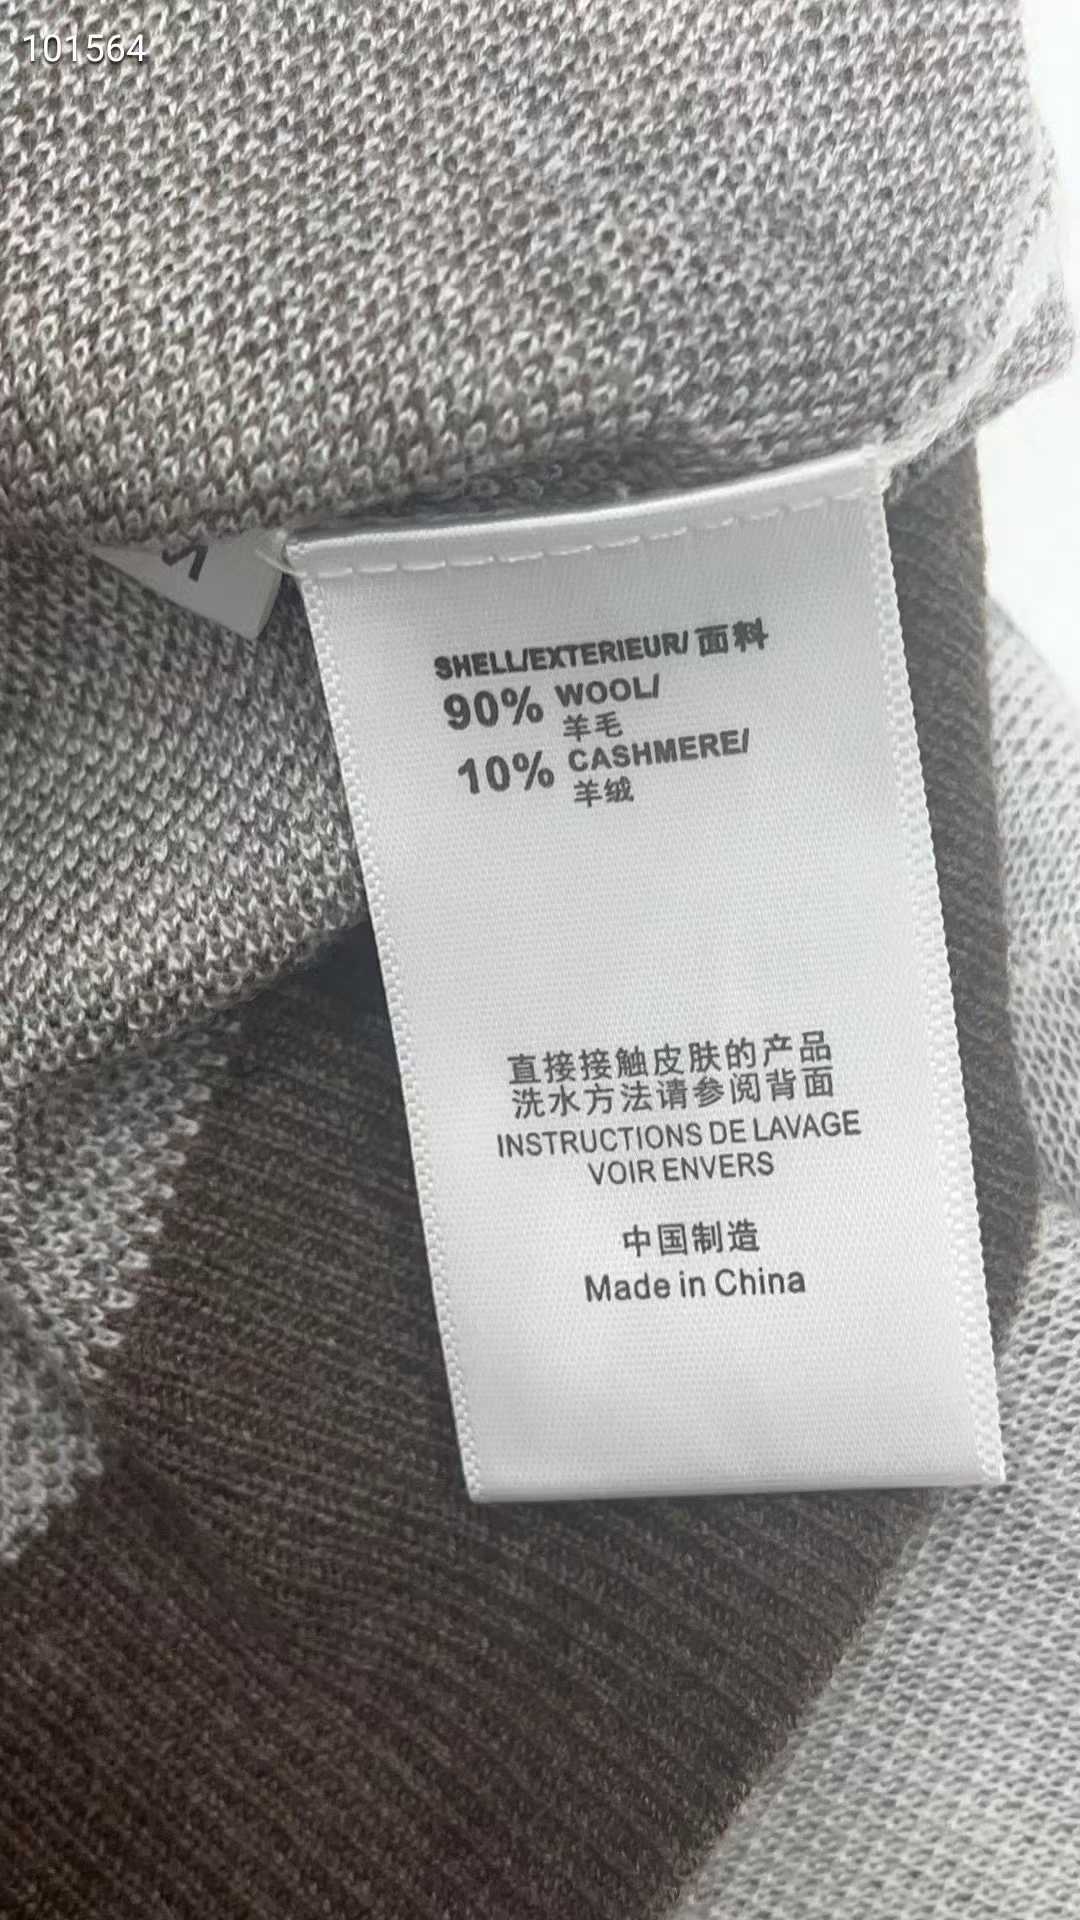 101564
SHELL/EXTERIEUR/ 面料
90% WOOL/
羊毛
10% CASHMERE/
羊绒
直接接触皮肤的产品
洗水方法请参阅背面
INSTRUCTIONS DE LAVAGE
VOIR ENVERS
中国制造
Made in China